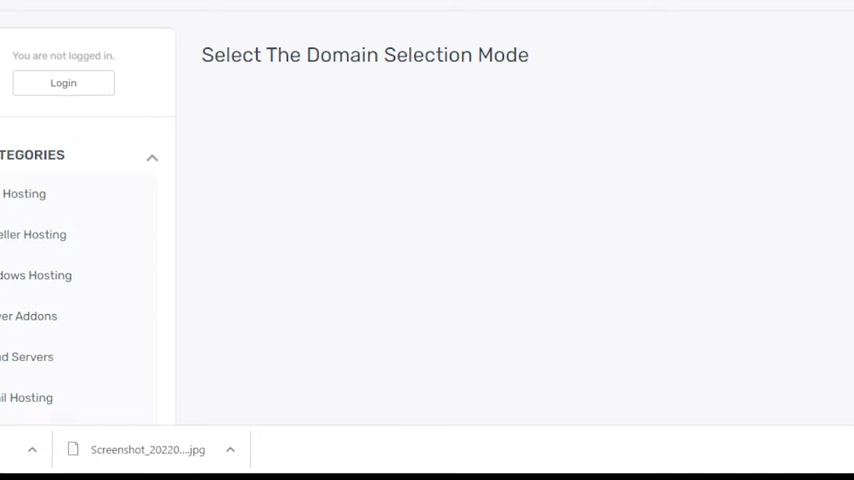 You are not logged in.
Select The Domain Selection Mode
Login
TEGORIES
Hosting
eller Hosting
dows Hosting
er Addons
d Servers
il Hosting
Screenshot_20220....jpg